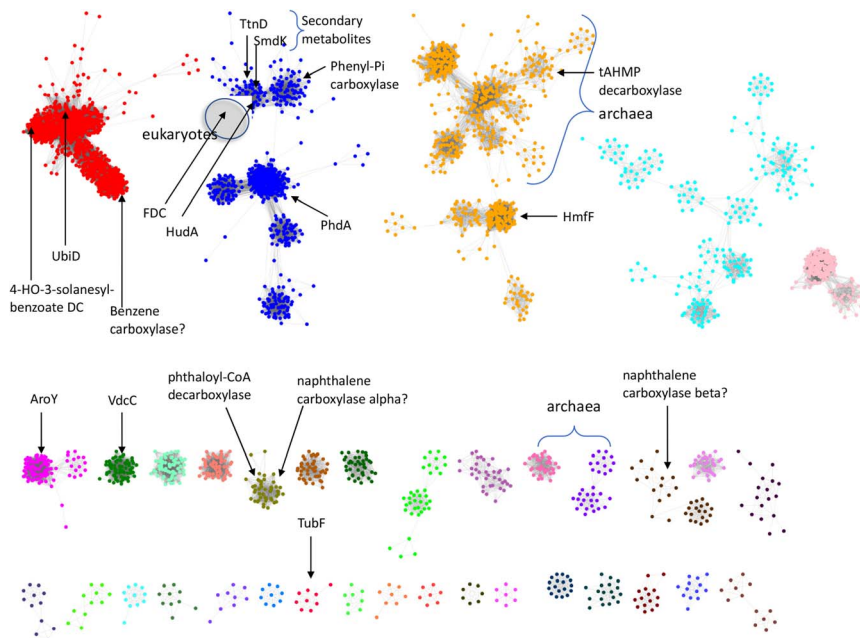 TtnD
SmdK
Secondary
metabolites
Phenyl-Pi
carboxylase
eukaryotes
FDC
HudA
PhdA
UbiD
4-HO-3-solanesyl-
benzoate DC
Benzene
carboxylase?
tAHMP
decarboxylase
archaea
HmfF
AroY
VdcC
phthaloyl-CoA
decarboxylase
naphthalene
carboxylase alpha?
archaea
naphthalene
carboxylase beta?
TubF